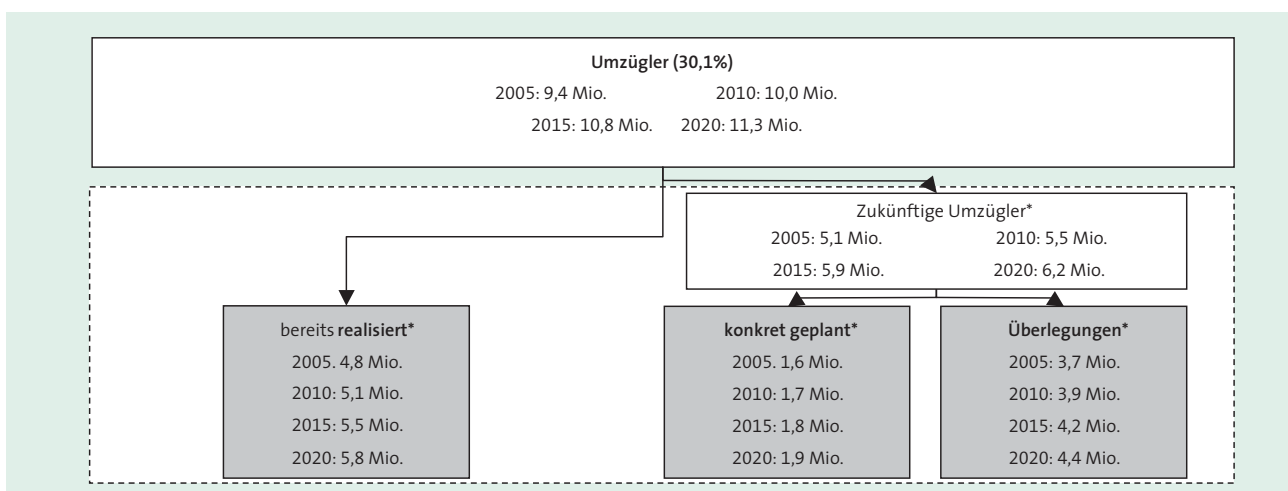 Umzügler (30,1%)
2005: 9,4 Mio. 2010: 10,0 Mio.
2015: 10,8 Mio. 2020: 11,3 Mio.
Zukünftige Umzügler*
2005: 5,1 Mio. 2010: 5,5 Mio.
2015: 5,9 Mio. 2020: 6,2 Mio.
bereits realisiert*
2005. 4,8 Mio.
2010: 5,1 Mio.
2015: 5,5 Mio.
2020: 5,8 Mio.
konkret geplant*
2005. 1,6 Mio.
2010: 1,7 Mio.
2015: 1,8 Mio.
2020: 1,9 Mio.
Überlegungen*
2005: 3,7 Mio.
2010: 3,9 Mio.
2015: 4,2 Mio.
2020: 4,4 Mio.